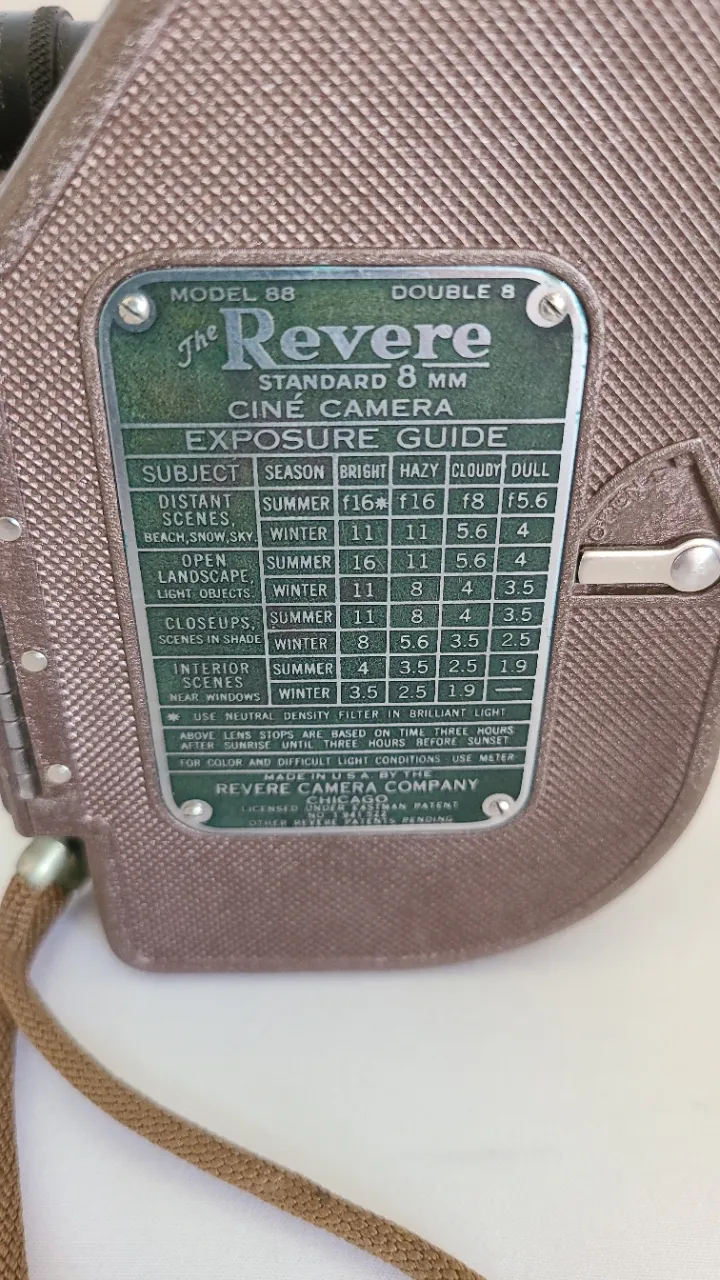 MODEL 88 DOUBLE 8
The Revere
STANDARD 8 MM
CINÉ CAMERA
EXPOSURE GUIDE
SUBJECT SEASON BRIGHT HAZY CLOUDY DULL
DISTANT SCENES, BEACH, SNOW, SKY. SUMMER f16* f16 f8 f5.6
WINTER 11 11 5.6 4
OPEN LANDSCAPE, LIGHT OBJECTS. SUMMER 16 11 5.6 4
WINTER 11 8 4 3.5
CLOSEUPS, SCENES IN SHADE SUMMER 11 8 4 3.5
WINTER 8 5.6 3.5 2.5
INTERIOR SCENES NEAR WINDOWS SUMMER 4 3.5 2.5 1.9
WINTER 3.5 2.5 1.9 —
* USE NEUTRAL DENSITY FILTER IN BRILLIANT LIGHT
ABOVE LENS STOPS ARE BASED ON TIME THREE HOURS
AFTER SUNRISE UNTIL THREE HOURS BEFORE SUNSET
FOR COLOR AND DIFFICULT LIGHT CONDITIONS - USE METER
MADE IN U.S.A. BY THE
REVERE CAMERA COMPANY
CHICAGO
LICENSED UNDER EASTMAN PATENT
NO.
OTHER REVERE PATENTS PENDING